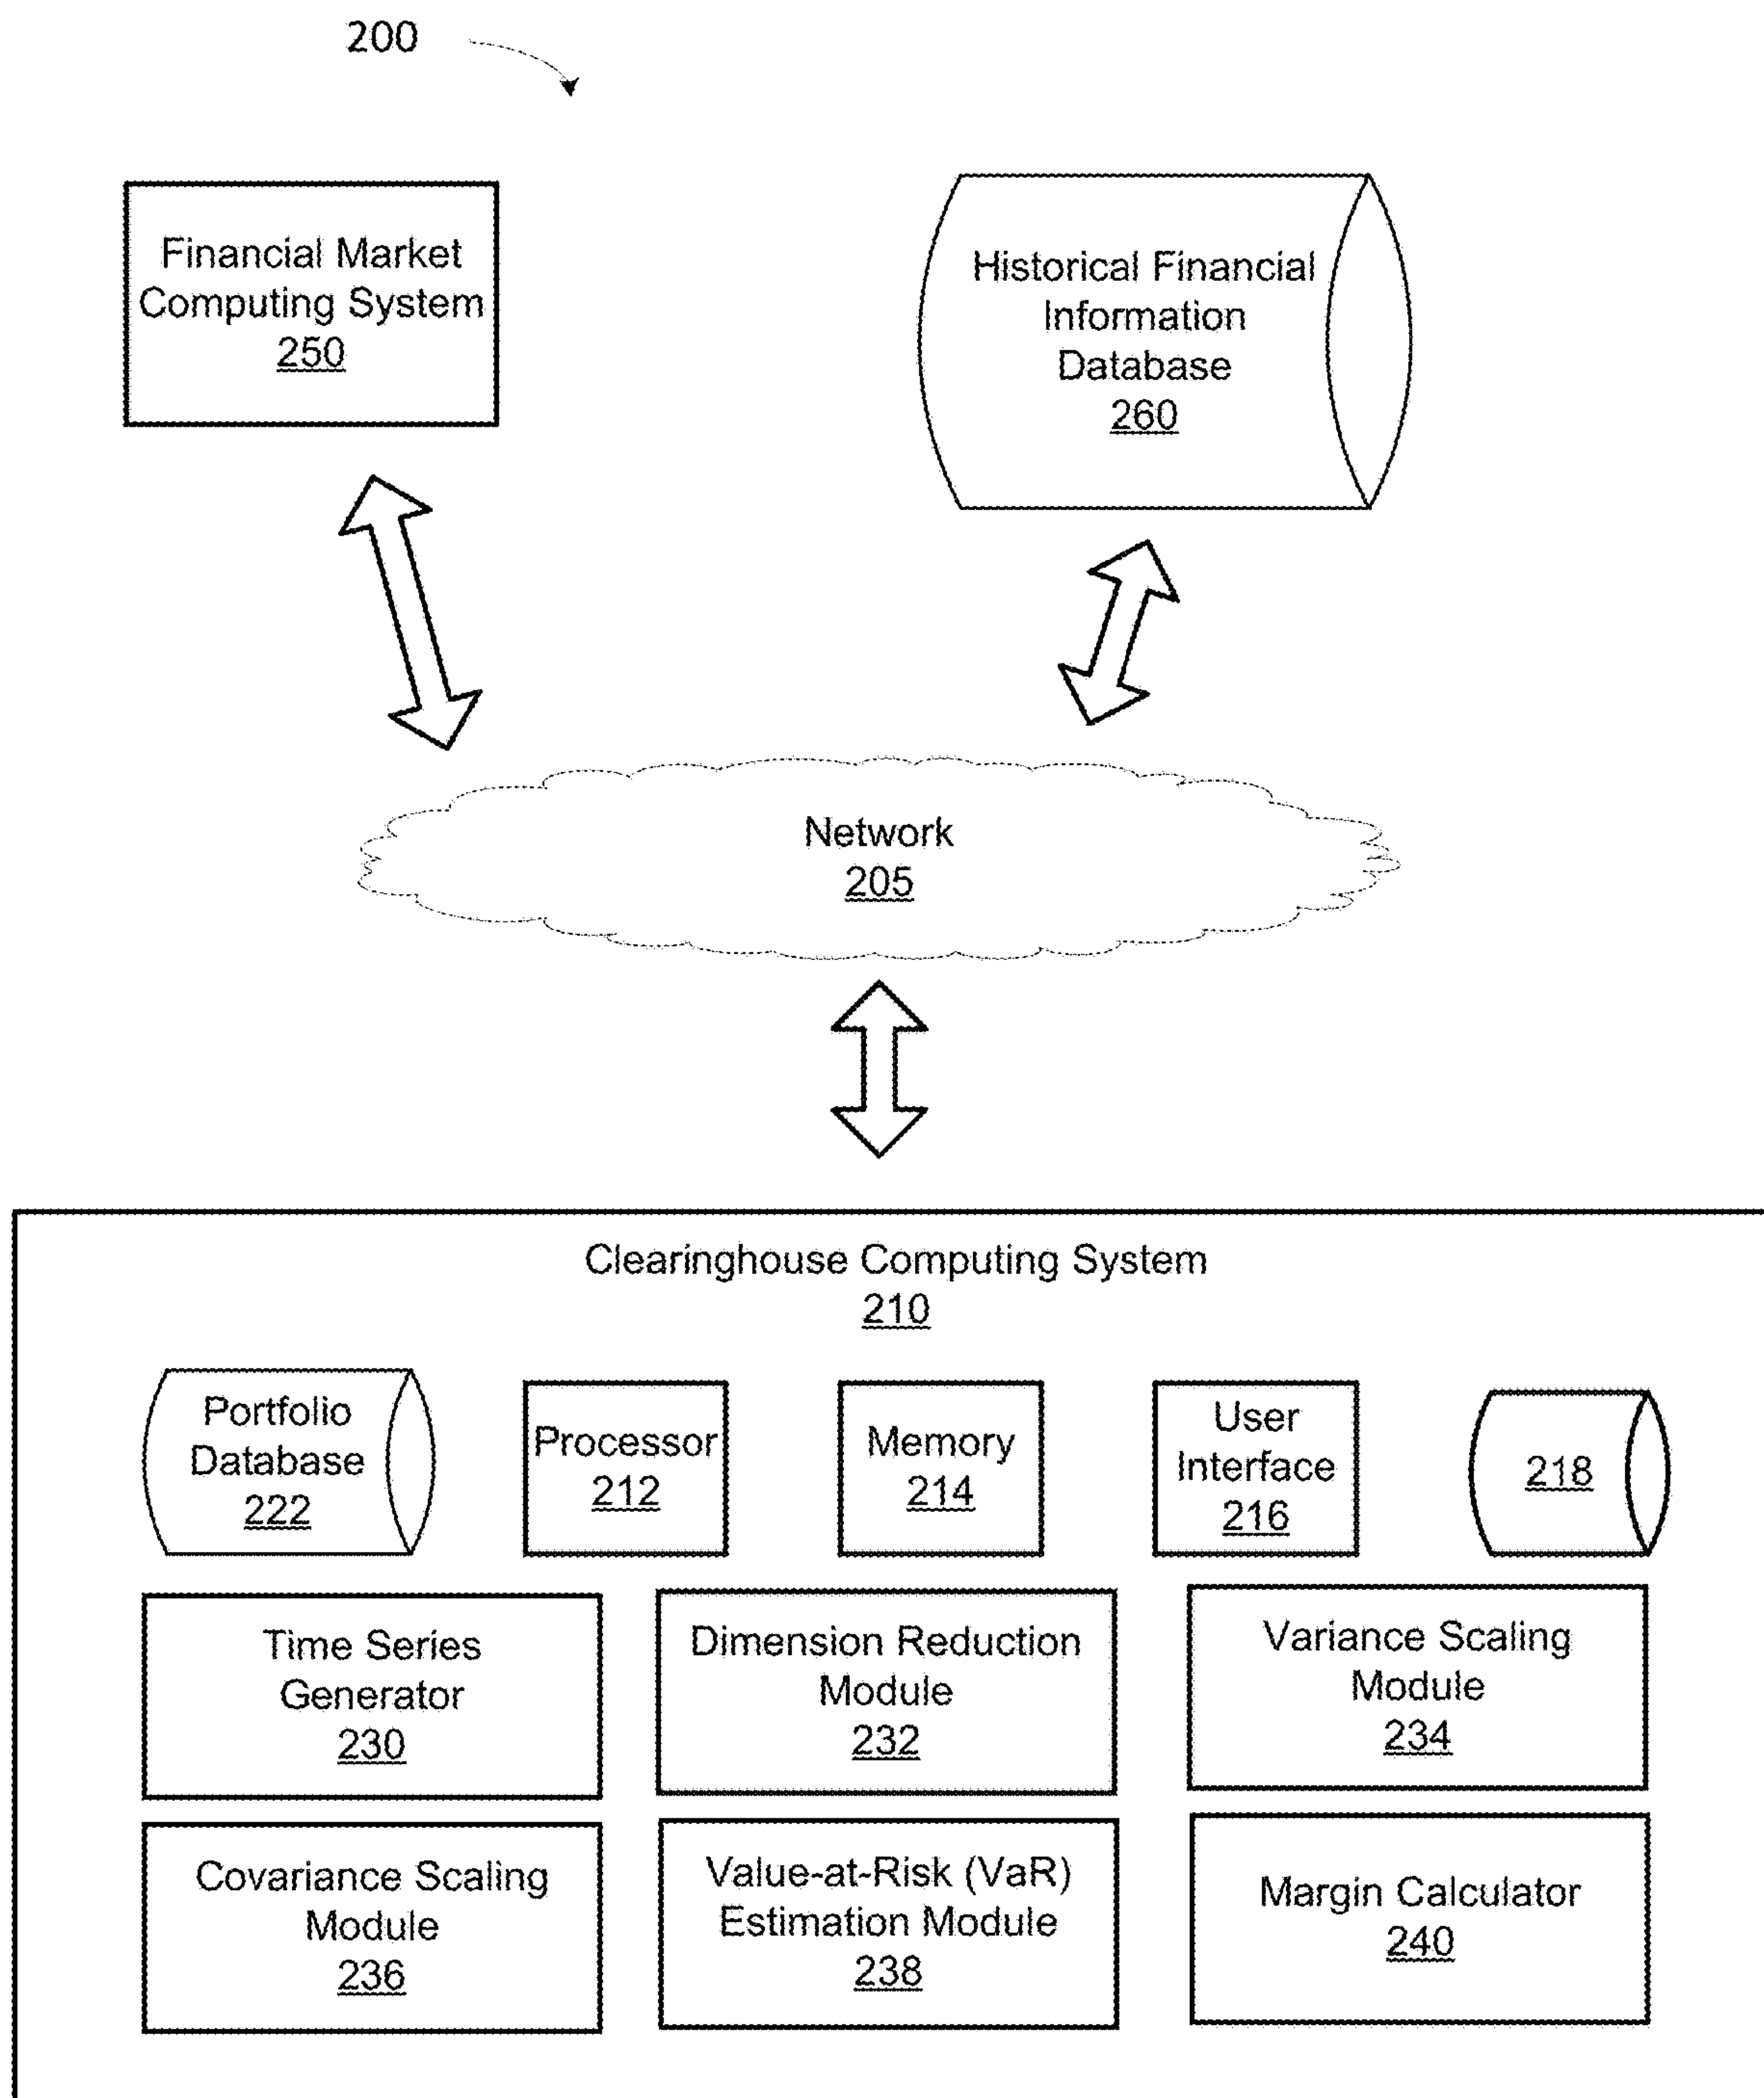 200
Financial Market
Computing System
250
Historical Financial
Information
Database
260
Network
205
Clearinghouse Computing System
210
Portfolio
Database
222
Processor
212
Memory
214
User
Interface
216
218
Time Series
Generator
230
Dimension Reduction
Module
232
Variance Scaling
Module
234
Covariance Scaling
Module
236
Value-at-Risk (VaR)
Estimation Module
238
Margin Calculator
240